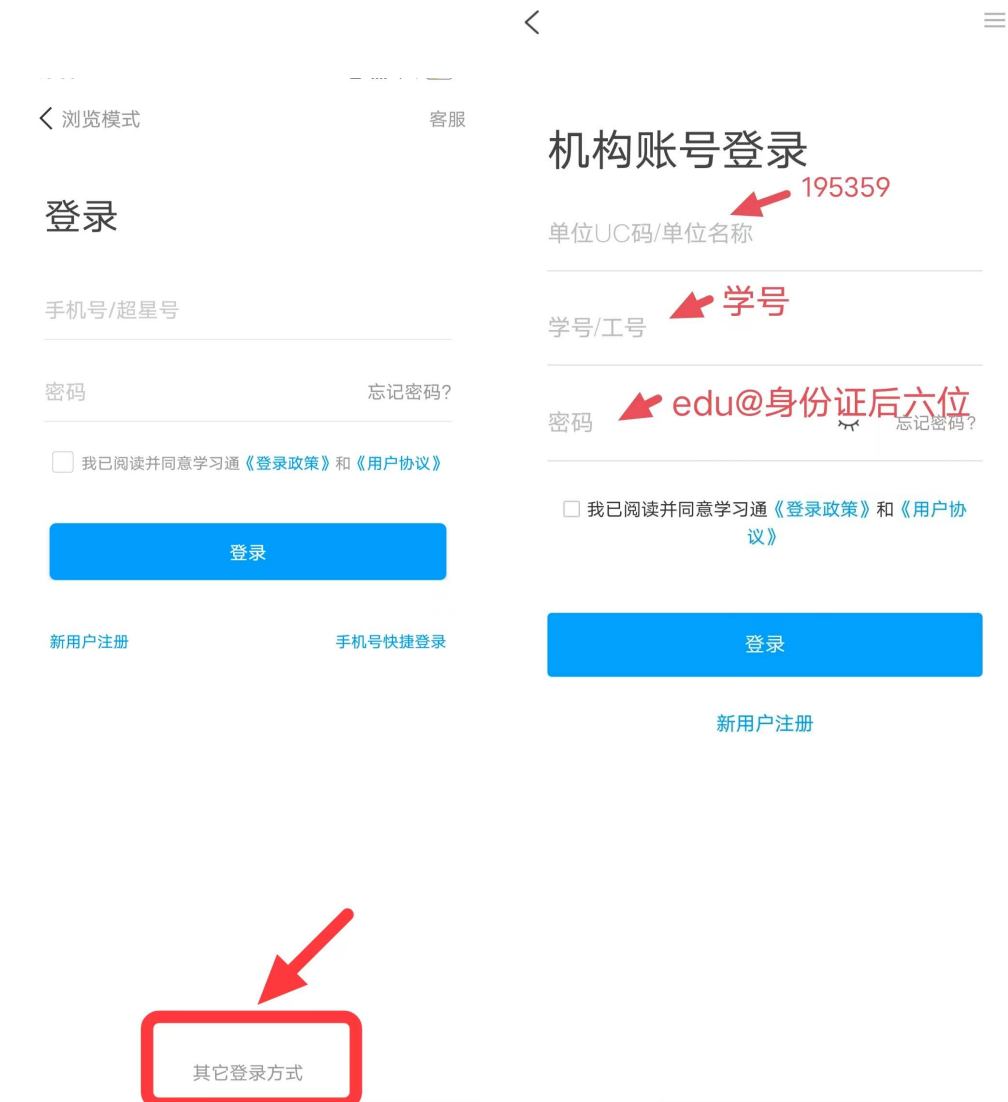 浏览模式
客服
登录
手机号/超星号
密码
忘记密码?
我已阅读并同意学习通《登录政策》和《用户协议》
登录
新用户注册
手机号快捷登录
其它登录方式
机构账号登录
195359
单位UC码/单位名称
学号
学号/工号
edu@身份证后六位
密码
忘记密码?
我已阅读并同意学习通《登录政策》和《用户协
议》
登录
新用户注册